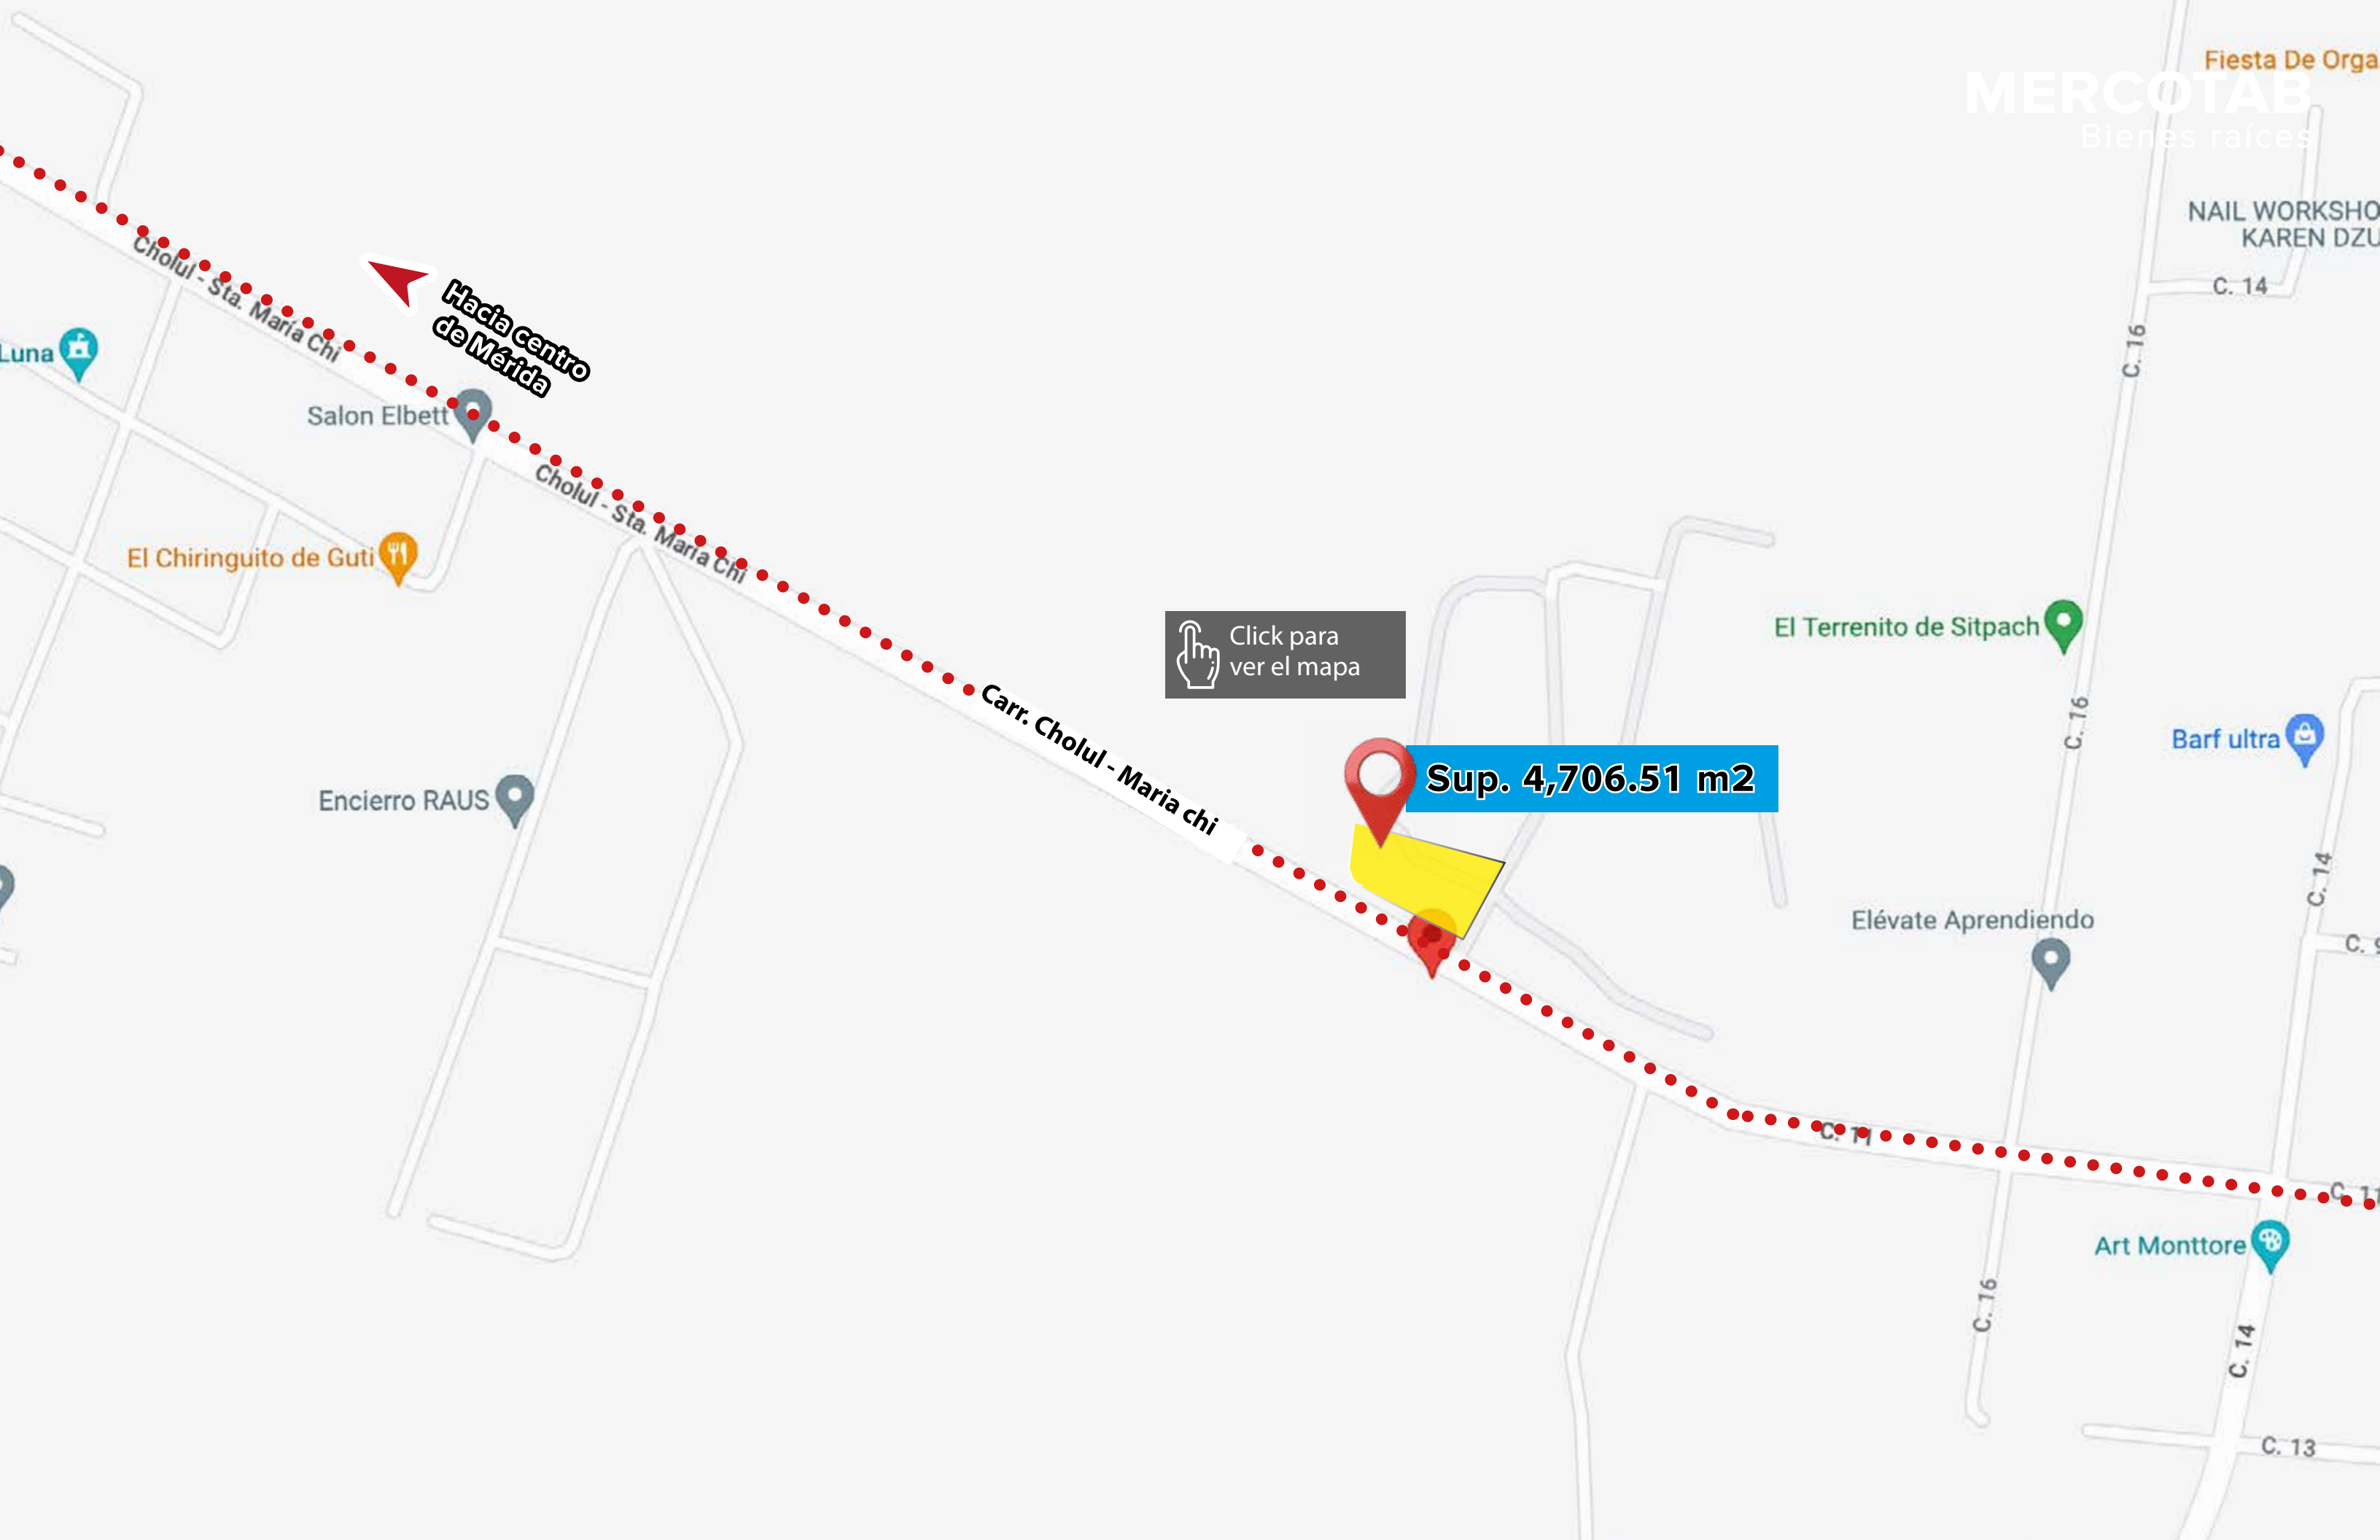 Fiesta De Orga
MERCOTAB
Bienes raíces
NAIL WORKSHO
KAREN DZU
C. 14
C. 16
Cholul - Sta. María Chi
Hacia centro
de Mérida
Luna
Salon Elbett
Cholul - Sta. María Chi
El Chiringuito de Guti
Click para
ver el mapa
El Terrenito de Sitpach
Carr. Cholul - Maria chi
C. 16
Barf ultra
Sup. 4,706.51 m2
Encierro RAUS
C. 14
Elévate Aprendiendo
C. 9
C. 11
C. 11
Art Monttore
C. 16
C. 14
C. 13